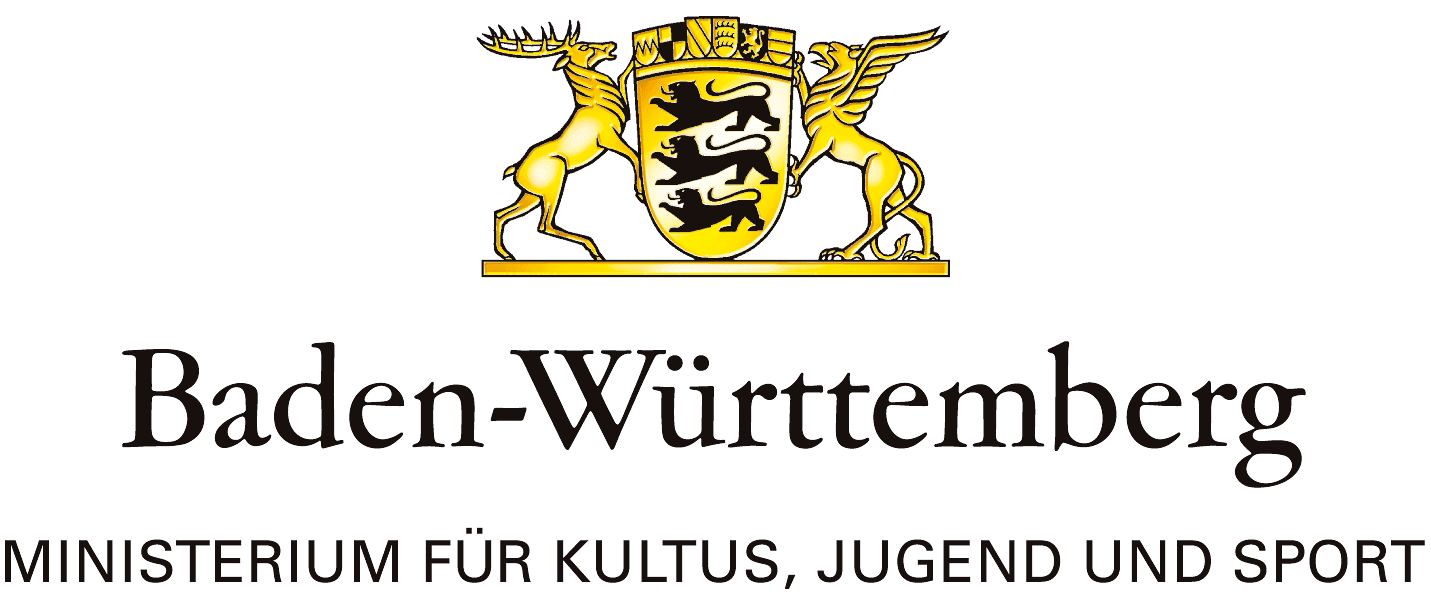 Baden-Württemberg
MINISTERIUM FÜR KULTUS, JUGEND UND SPORT